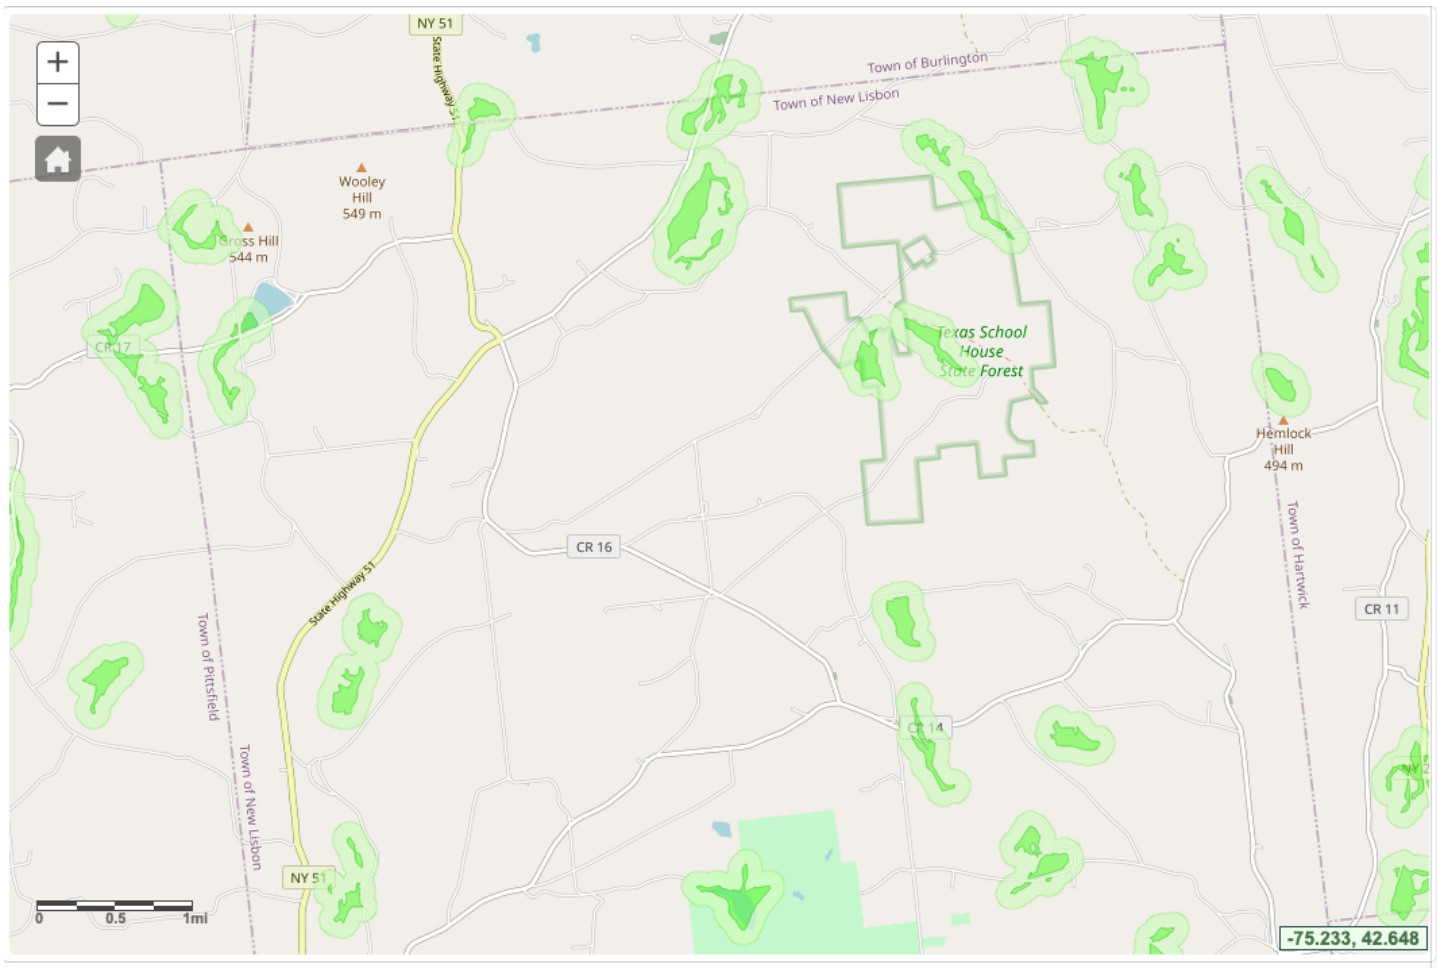 NY 51
+
State Highway 51
Town of Burlington
Town of New Lisbon
−
Wooley
Hill
549 m
Gross Hill
544 m
CR 17
Texas School
House
State Forest
Hemlock
Hill
494 m
Town of Hartwick
CR 16
State Highway 51
CR 11
Town of Pittsfield
CR 14
Town of New Lisbon
NY 2
NY 51
0 0.5 1mi
-75.233, 42.648